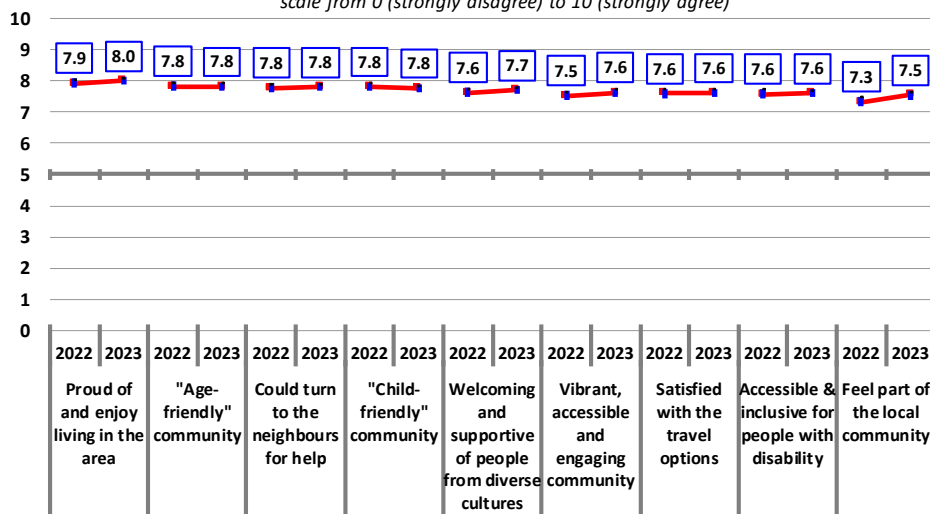 scale from 0 (strongly disagree) to 10 (strongly agree)
10
9
8
7
6
5
4
3
2
1
0
7.9 8.0 7.8 7.8 7.8 7.8 7.8 7.8 7.6 7.7 7.5 7.6 7.6 7.6 7.6 7.6 7.3 7.5
2022 2023 2022 2023 2022 2023 2022 2023 2022 2023 2022 2023 2022 2023 2022 2023 2022 2023
Proud of
and enjoy
living in the
area
"Age-
friendly"
community
Could turn
to the
neighbours
for help
"Child-
friendly"
community
Welcoming
and
supportive
of people
from diverse
cultures
Vibrant,
accessible
and
engaging
community
Satisfied
with the
travel
options
Accessible &
inclusive for
people with
disability
Feel part of
the local
community